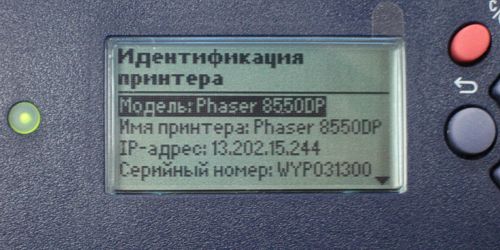 Идентификация
принтера
Модель: Phaser 8550DP
Имя принтера: Phaser 8550DP
IP-адрес: 13.202.15.244
Серийный номер: WYP031300